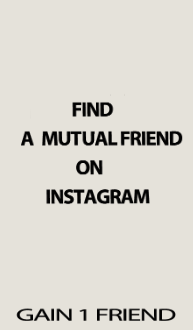 FIND
A MUTUAL FRIEND
ON
INSTAGRAM
GAIN 1 FRIEND